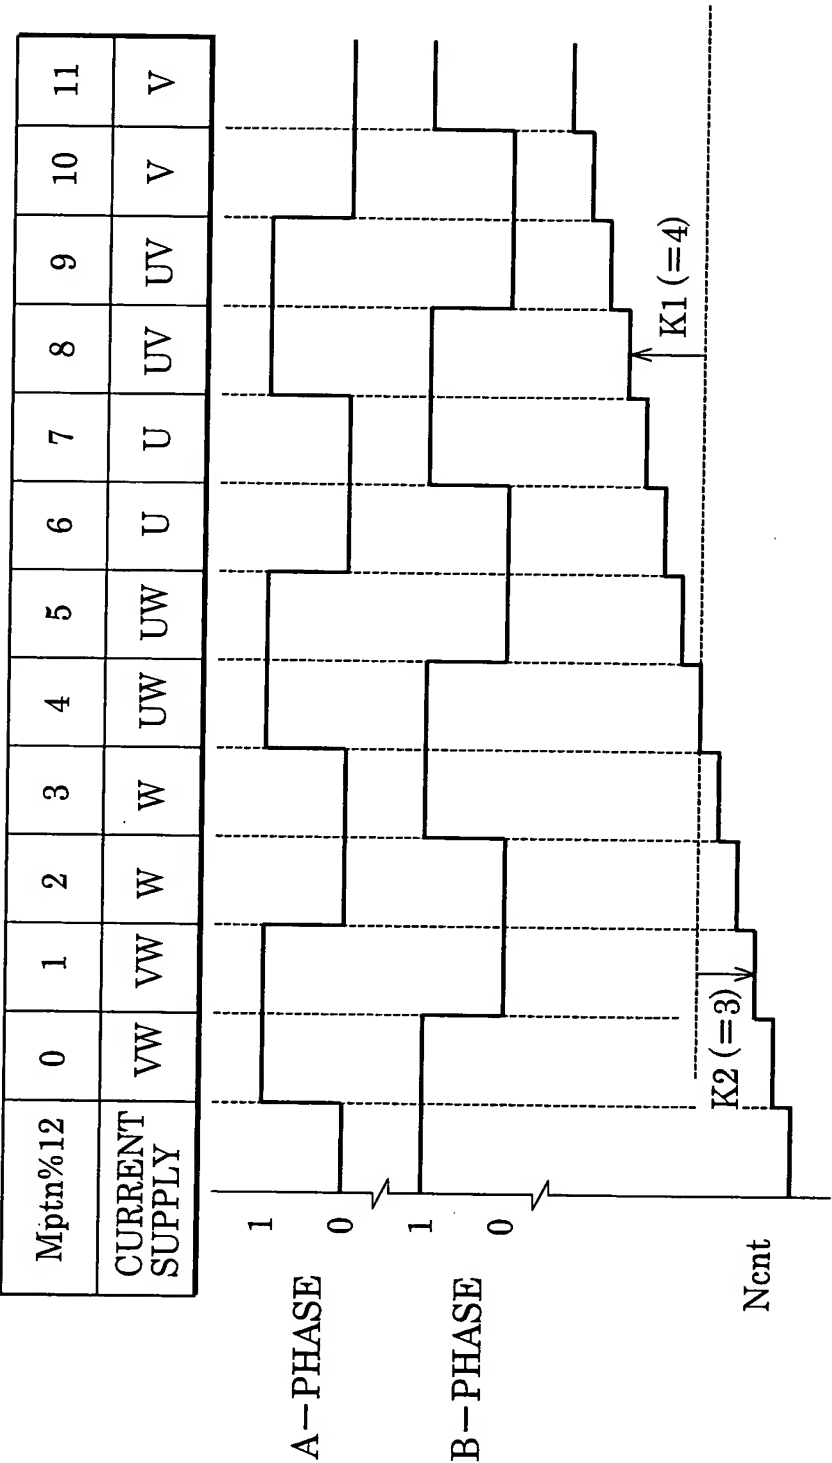 Mptn%12 0 1 2 3 4 5 6 7 8 9 10 11
CURRENT SUPPLY VW VW W W UW UW U U UV UV V V
A-PHASE
1
0
B-PHASE
1
0
Ncnt
K2 (=3)
K1 (=4)